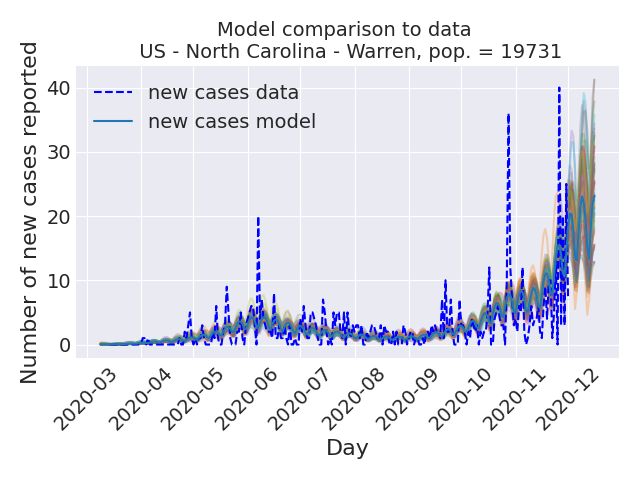 Model comparison to data
US - North Carolina - Warren, pop. = 19731
Number of new cases reported
40
30
20
10
0
new cases data
new cases model
2020-03
2020-04
2020-05
2020-06
2020-07
2020-08
2020-09
2020-10
2020-11
2020-12
Day